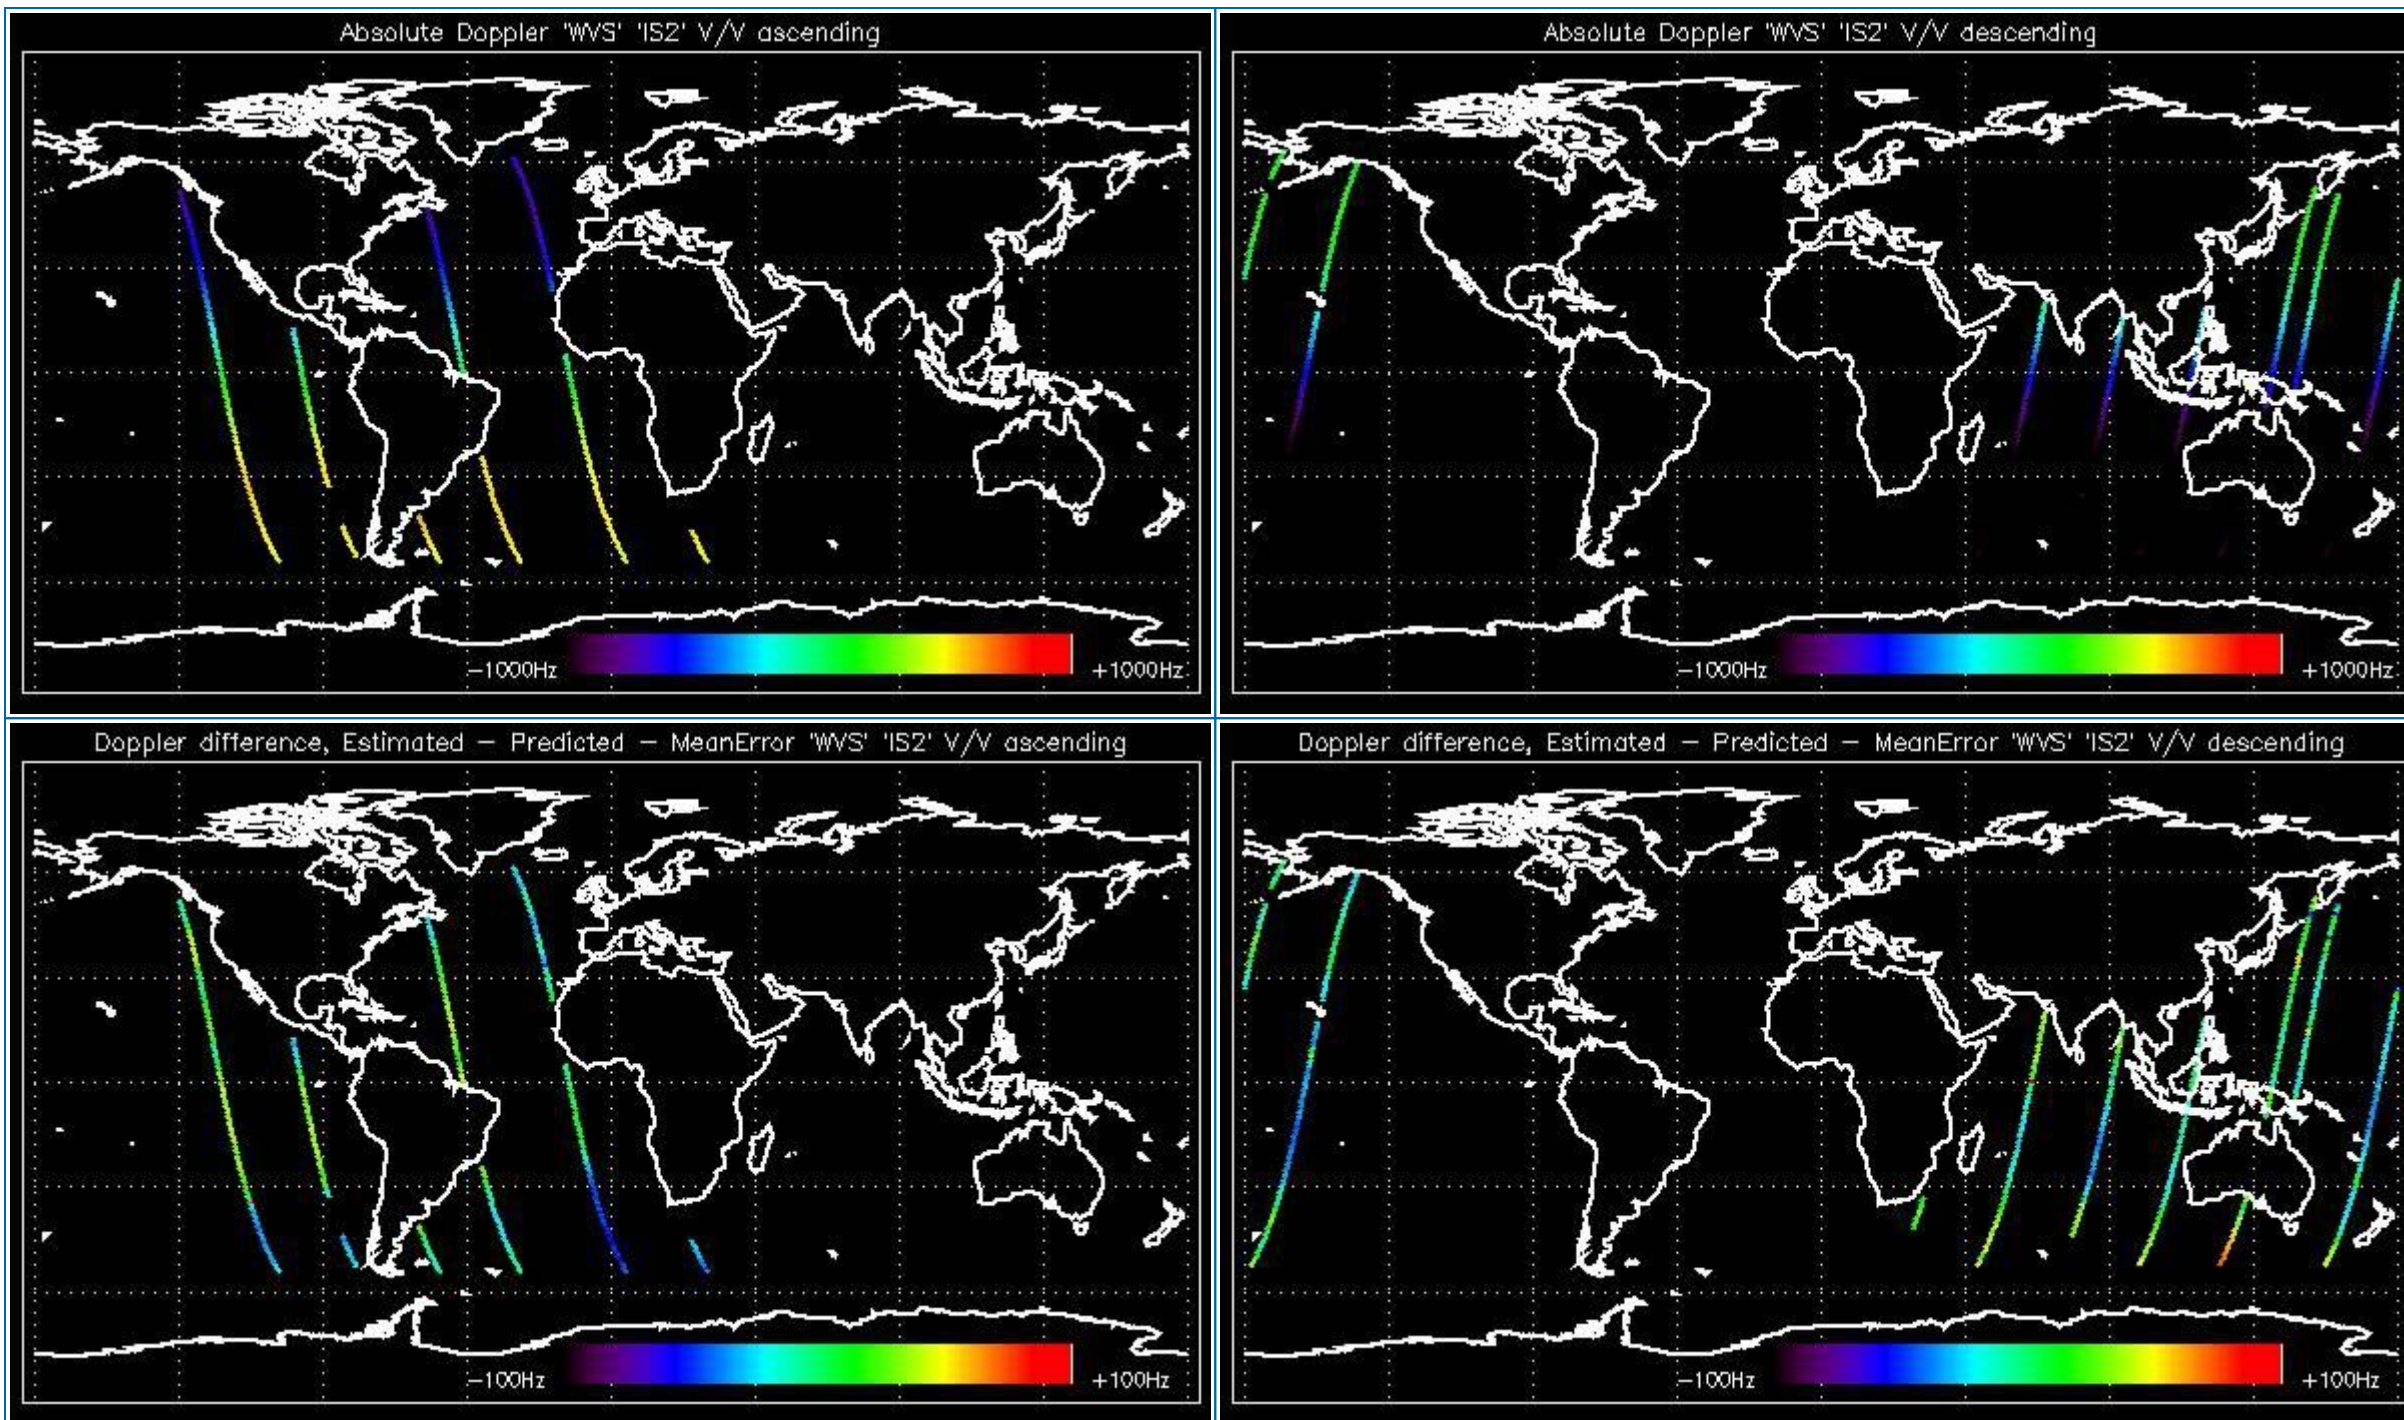 Absolute Doppler 'WVS' 'IS2' V/V ascending
-1000Hz +1000Hz
Absolute Doppler 'WVS' 'IS2' V/V descending
-1000Hz +1000Hz
Doppler difference, Estimated - Predicted - MeanError 'WVS' 'IS2' V/V ascending
-100Hz +100Hz
Doppler difference, Estimated - Predicted - MeanError 'WVS' 'IS2' V/V descending
-100Hz +100Hz